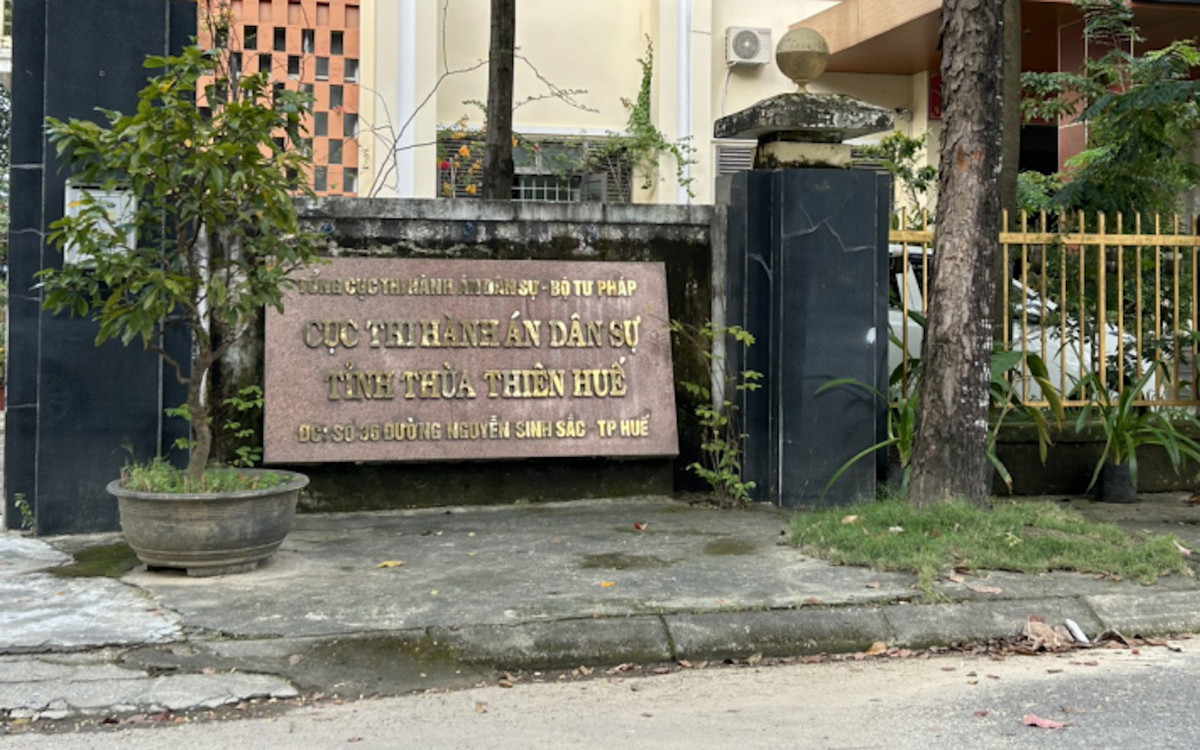 TỔNG CỤC THI HÀNH ÁN DÂN SỰ - BỘ TƯ PHÁP
CỤC THI HÀNH ÁN DÂN SỰ
TỈNH THỪA THIÊN HUẾ
ĐC: SỐ 36 ĐƯỜNG NGUYỄN SINH SẮC TP HUẾ